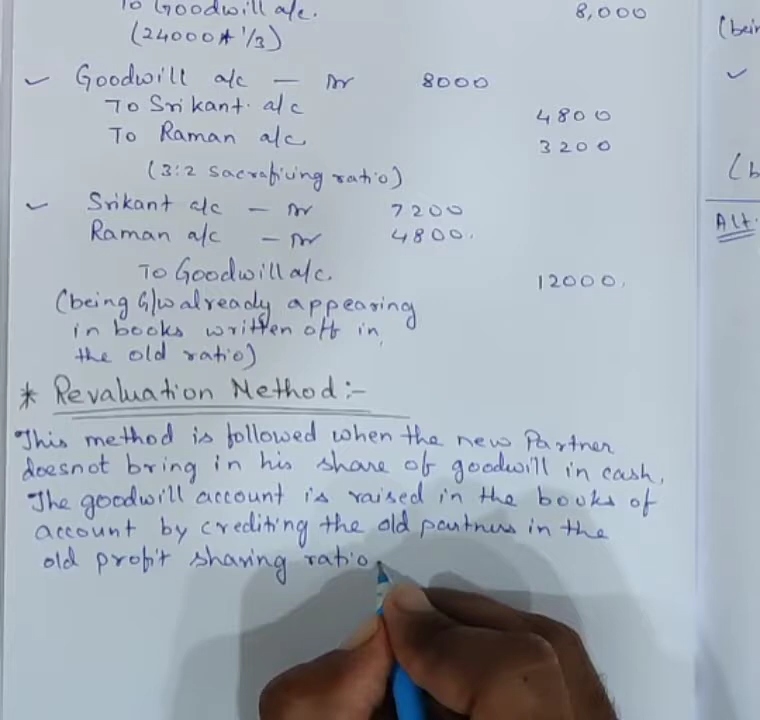 To Goodwill a/c. 8,000
(24000 * 1/3)
Goodwill a/c — Dr 8000
To Srikant. a/c 4800
To Raman a/c 3200
(3:2 sacrafising ratio)
Srikant a/c — Dr 7200
Raman a/c — Dr 4800.
To Goodwill a/c. 12000.
(being G/w already appearing
in books written off in
the old ratio)
* Revaluation Method:-
This method is followed when the new Partner
doesnot bring in his share of goodwill in cash.
The goodwill account is raised in the books of
account by crediting the old partners in the
old profit sharing ratio.
(bein
(b
Alt.